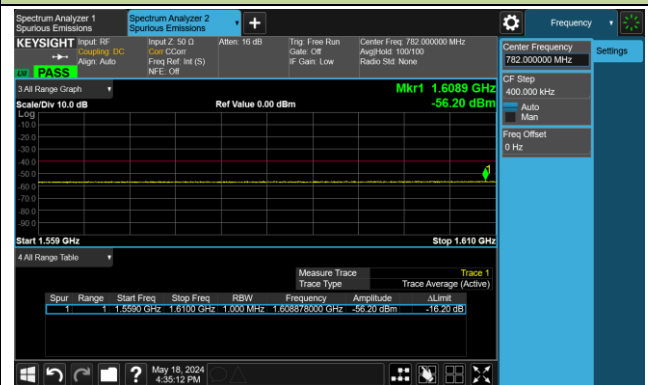 Spectrum Analyzer 1
Spurious Emissions
Spectrum Analyzer 2
Spurious Emissions
+
Frequency
KEYSIGHT
Input: RF
Coupling: DC
Align: Auto
Input Z: 50 Ω
Corr CCorr
Freq Ref: Int (S)
NFE: Off
Atten: 16 dB
Trig: Free Run
Gate: Off
IF Gain: Low
Center Freq: 782.000000 MHz
Avg|Hold: 100/100
Radio Std: None
PASS
Center Frequency
782.000000 MHz
Settings
CF Step
400.000 kHz
Auto
Man
Freq Offset
0 Hz
3 All Range Graph
Mkr1 1.6089 GHz
Scale/Div 10.0 dB
Ref Value 0.00 dBm
-56.20 dBm
Log
-10.0
-20.0
-30.0
-40.0
-50.0
-60.0
-70.0
-80.0
-90.0
1
Start 1.559 GHz
Stop 1.610 GHz
4 All Range Table
Measure Trace Trace 1
Trace Type Trace Average (Active)
Spur Range Start Freq Stop Freq RBW Frequency Amplitude ΔLimit
1 1 1.5590 GHz 1.6100 GHz 1.000 MHz 1.608878000 GHz -56.20 dBm -16.20 dB
?
May 18, 2024
4:35:12 PM